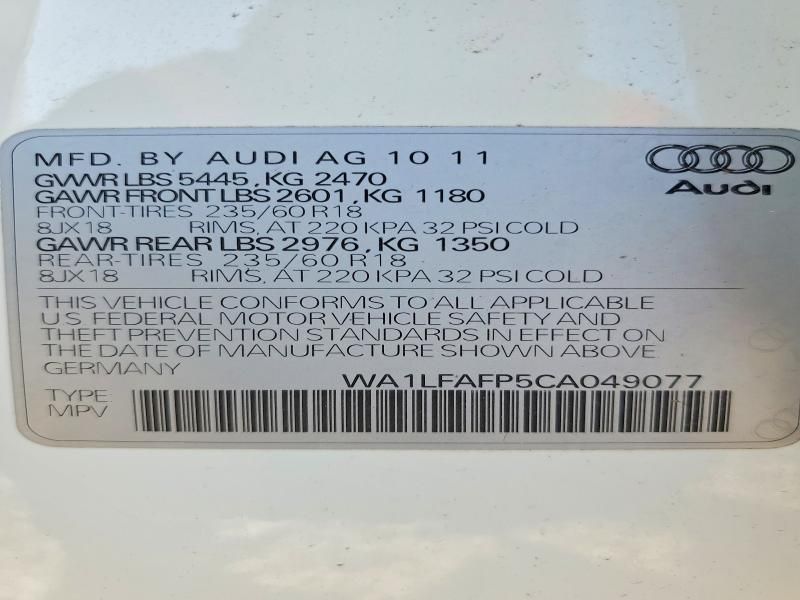 MFD. BY AUDI AG 10 11
GVWR LBS 5445, KG 2470
GAWR FRONT LBS 2601, KG 1180
FRONT-TIRES 235/60 R18
8JX18 RIMS, AT 220 KPA 32 PSI COLD
GAWR REAR LBS 2976, KG 1350
REAR-TIRES 235/60 R18
8JX18 RIMS, AT 220 KPA 32 PSI COLD
Audi
THIS VEHICLE CONFORMS TO ALL APPLICABLE
U.S FEDERAL MOTOR VEHICLE SAFETY AND
THEFT PREVENTION STANDARDS IN EFFECT ON
THE DATE OF MANUFACTURE SHOWN ABOVE.
GERMANY WA1LFAFP5CA049077
TYPE
MPV